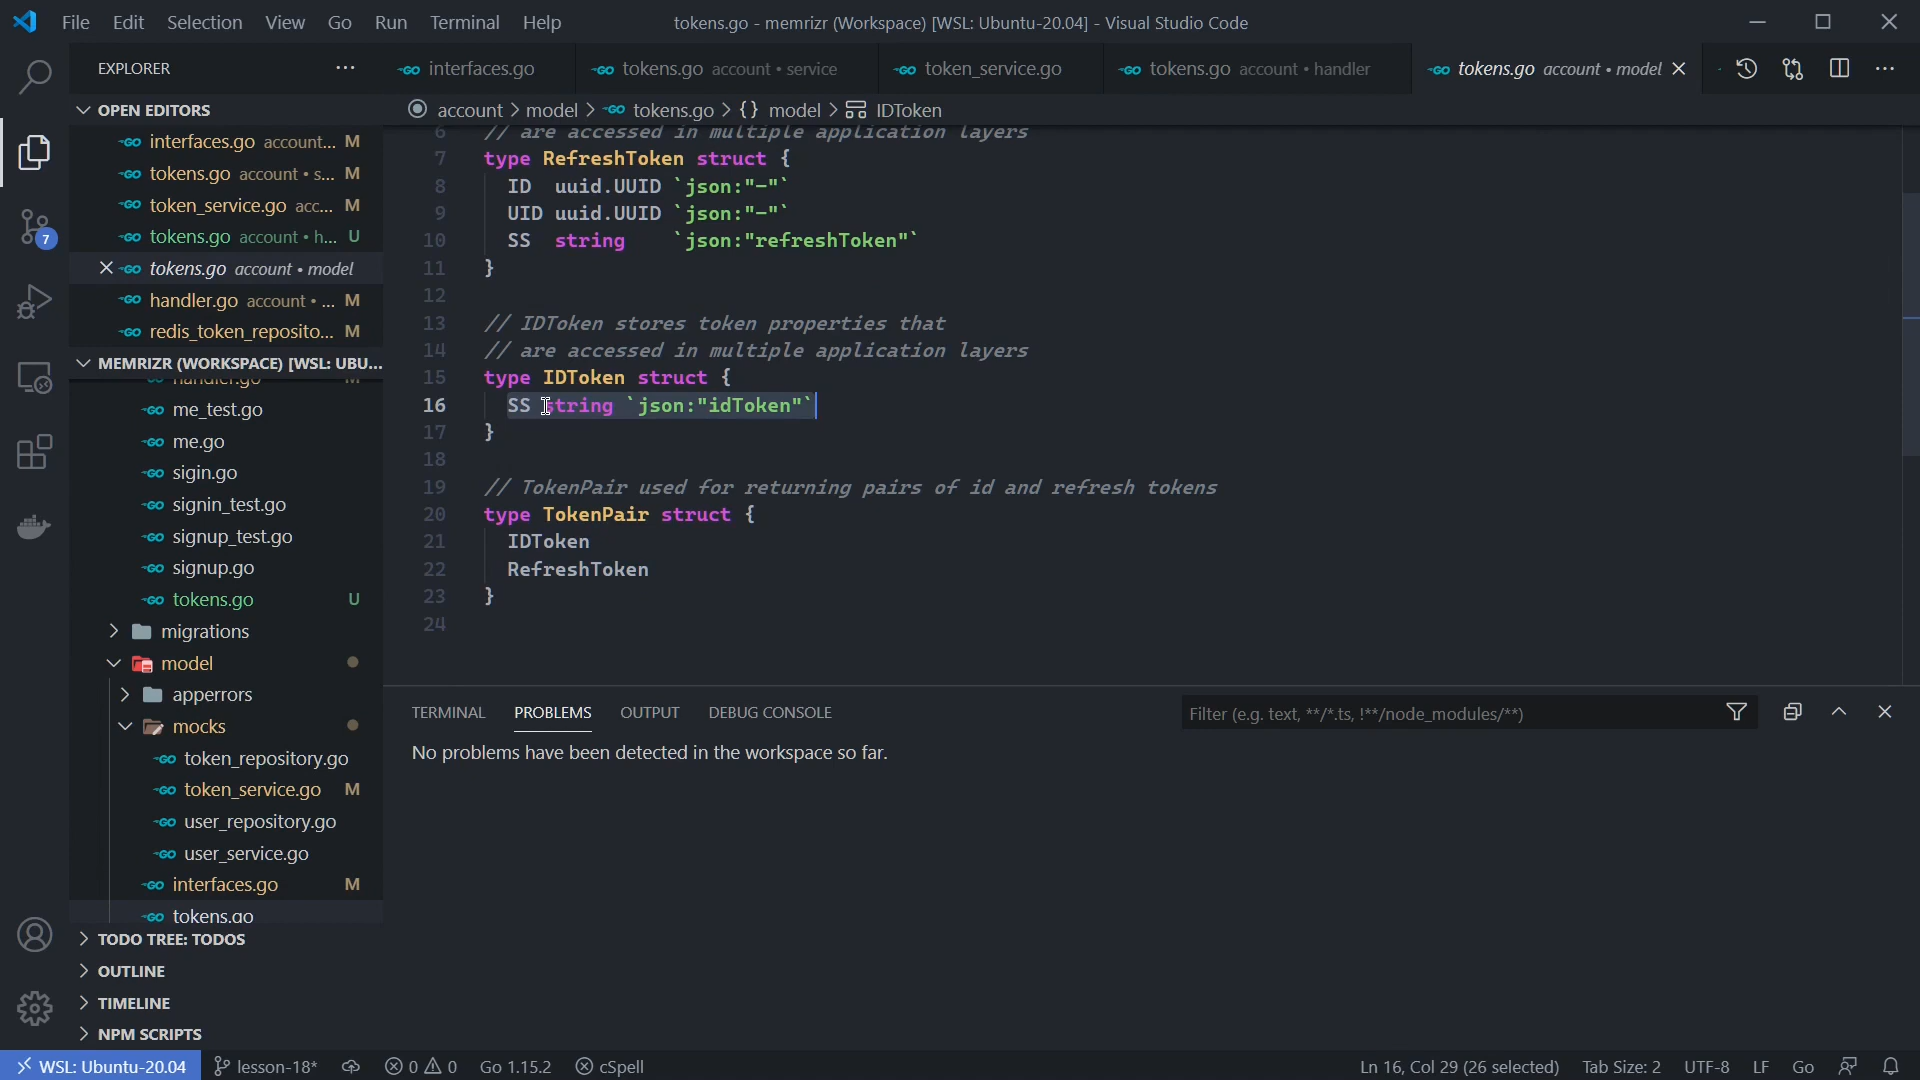 File Edit Selection View Go Run Terminal Help
tokens.go - memrizr (Workspace) [WSL: Ubuntu-20.04] - Visual Studio Code
EXPLORER
interfaces.go
tokens.go account • service
token_service.go
tokens.go account • handler
tokens.go account • model
OPEN EDITORS
interfaces.go account... M
tokens.go account • s... M
token_service.go acc... M
tokens.go account • h... U
tokens.go account • model
handler.go account • ... M
redis_token_reposito... M
MEMRIZR (WORKSPACE) [WSL: UBU...
handler.go M
me_test.go
me.go
sigin.go
signin_test.go
signup_test.go
signup.go
tokens.go U
migrations
model
apperrors
mocks
token_repository.go
token_service.go M
user_repository.go
user_service.go
interfaces.go M
tokens.go
TODO TREE: TODOS
OUTLINE
TIMELINE
NPM SCRIPTS
account > model > tokens.go > {} model > IDToken
6 // are accessed in multiple application layers
7 type RefreshToken struct {
8 ID uuid.UUID `json:"-"`
9 UID uuid.UUID `json:"-"`
10 SS string `json:"refreshToken"`
11 }
12
13 // IDToken stores token properties that
14 // are accessed in multiple application layers
15 type IDToken struct {
16 SS string `json:"idToken"`
17 }
18
19 // TokenPair used for returning pairs of id and refresh tokens
20 type TokenPair struct {
21 IDToken
22 RefreshToken
23 }
24
TERMINAL PROBLEMS OUTPUT DEBUG CONSOLE
Filter (e.g. text, **/*.ts, !**/node_modules/**)
No problems have been detected in the workspace so far.
7
WSL: Ubuntu-20.04 lesson-18* 0 0 Go 1.15.2 cSpell
Ln 16, Col 29 (26 selected) Tab Size: 2 UTF-8 LF Go